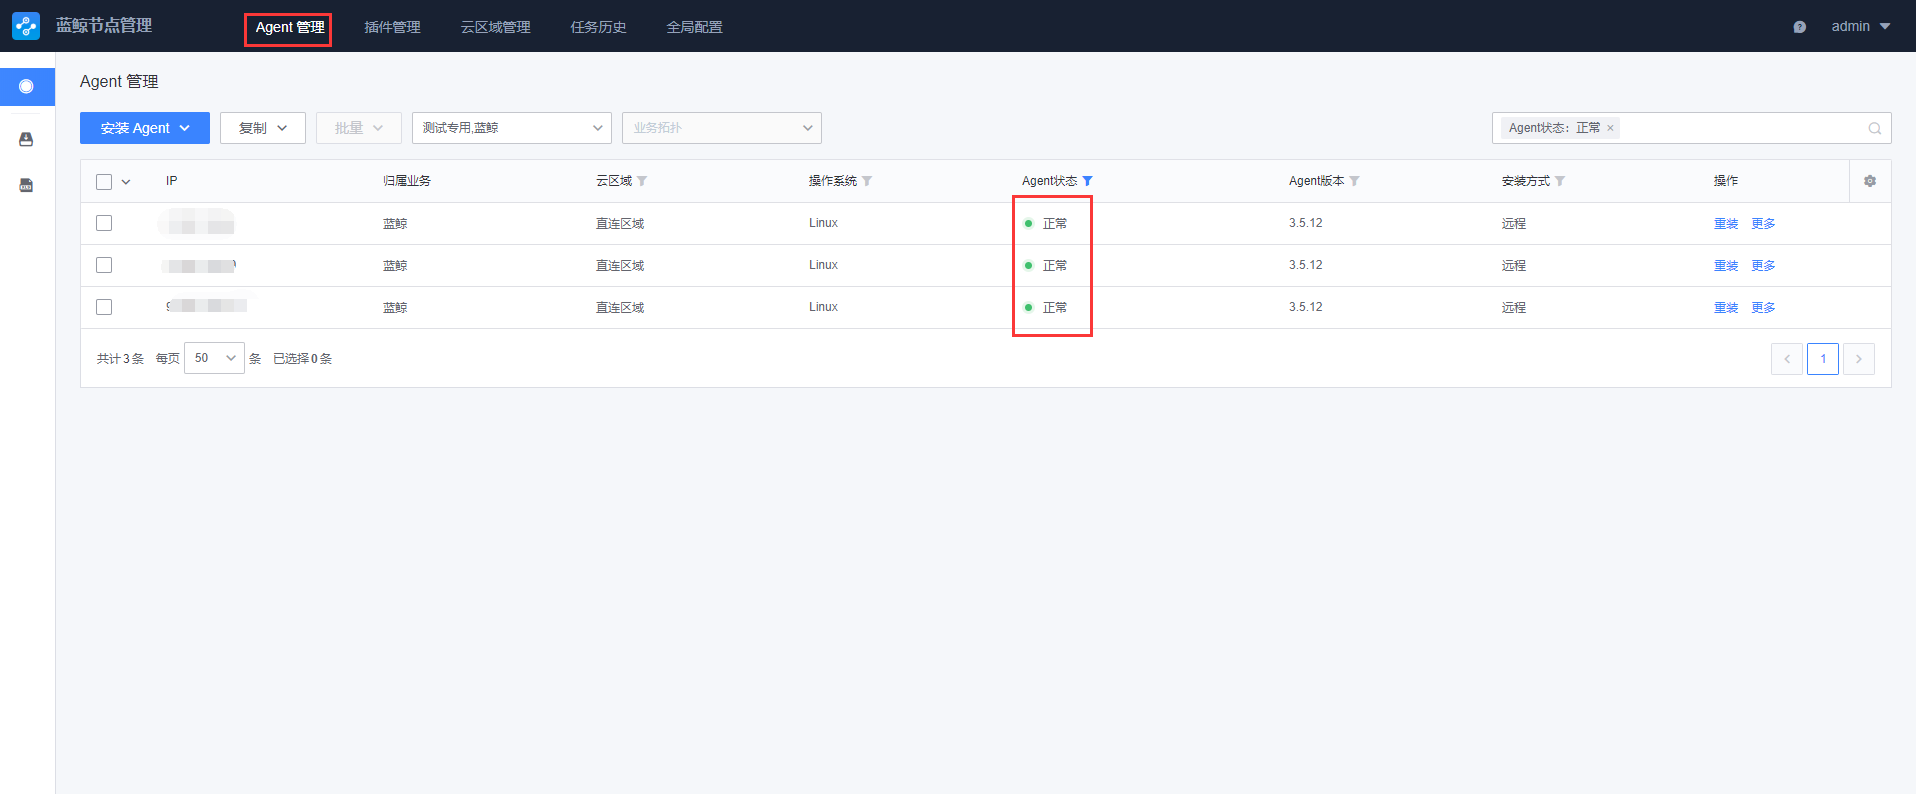 蓝鲸节点管理 Agent 管理 插件管理 云区域管理 任务历史 全局配置 admin
Agent 管理
安装 Agent 复制 批量 测试专用,蓝鲸 业务拓扑 Agent状态：正常 ×
IP 归属业务 云区域 操作系统 Agent状态 Agent版本 安装方式 操作
蓝鲸 直连区域 Linux 正常 3.5.12 远程 重装 更多
蓝鲸 直连区域 Linux 正常 3.5.12 远程 重装 更多
蓝鲸 直连区域 Linux 正常 3.5.12 远程 重装 更多
共计 3 条 每页 50 条 已选择 0 条 1